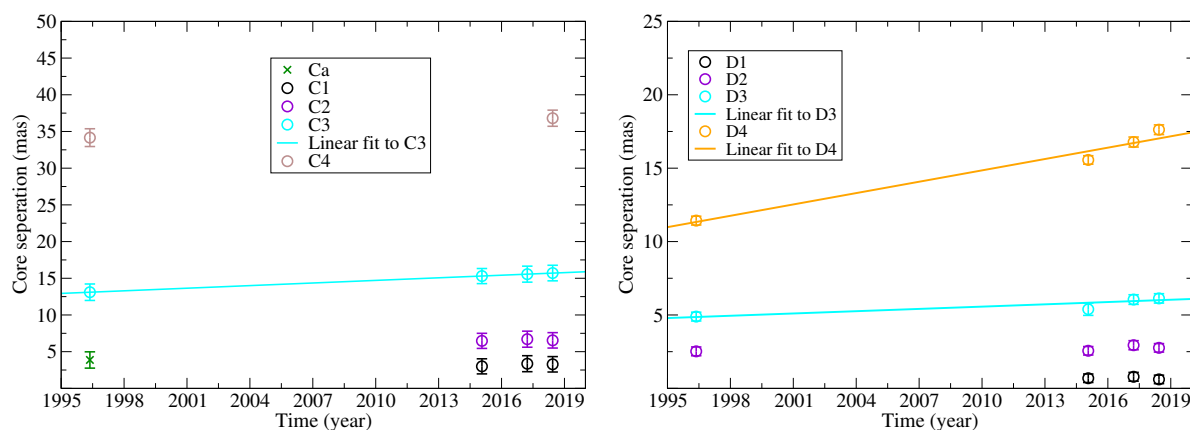 50
45
40
35
30
25
20
15
10
5
Core seperation (mas)
1995 1998 2001 2004 2007 2010 2013 2016 2019
Time (year)
Ca
C1
C2
C3
Linear fit to C3
C4
25
20
15
10
5
Core seperation (mas)
1995 1998 2001 2004 2007 2010 2013 2016 2019
Time (year)
D1
D2
D3
Linear fit to D3
D4
Linear fit to D4